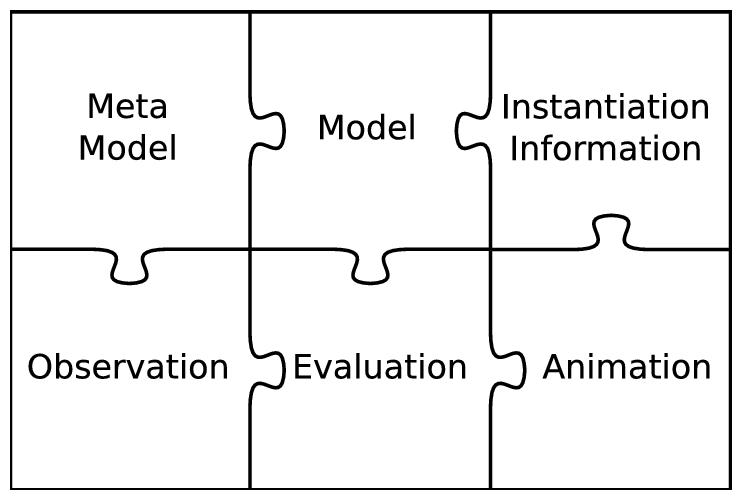 Meta
Model
Model
Instantiation
Information
Observation
Evaluation
Animation